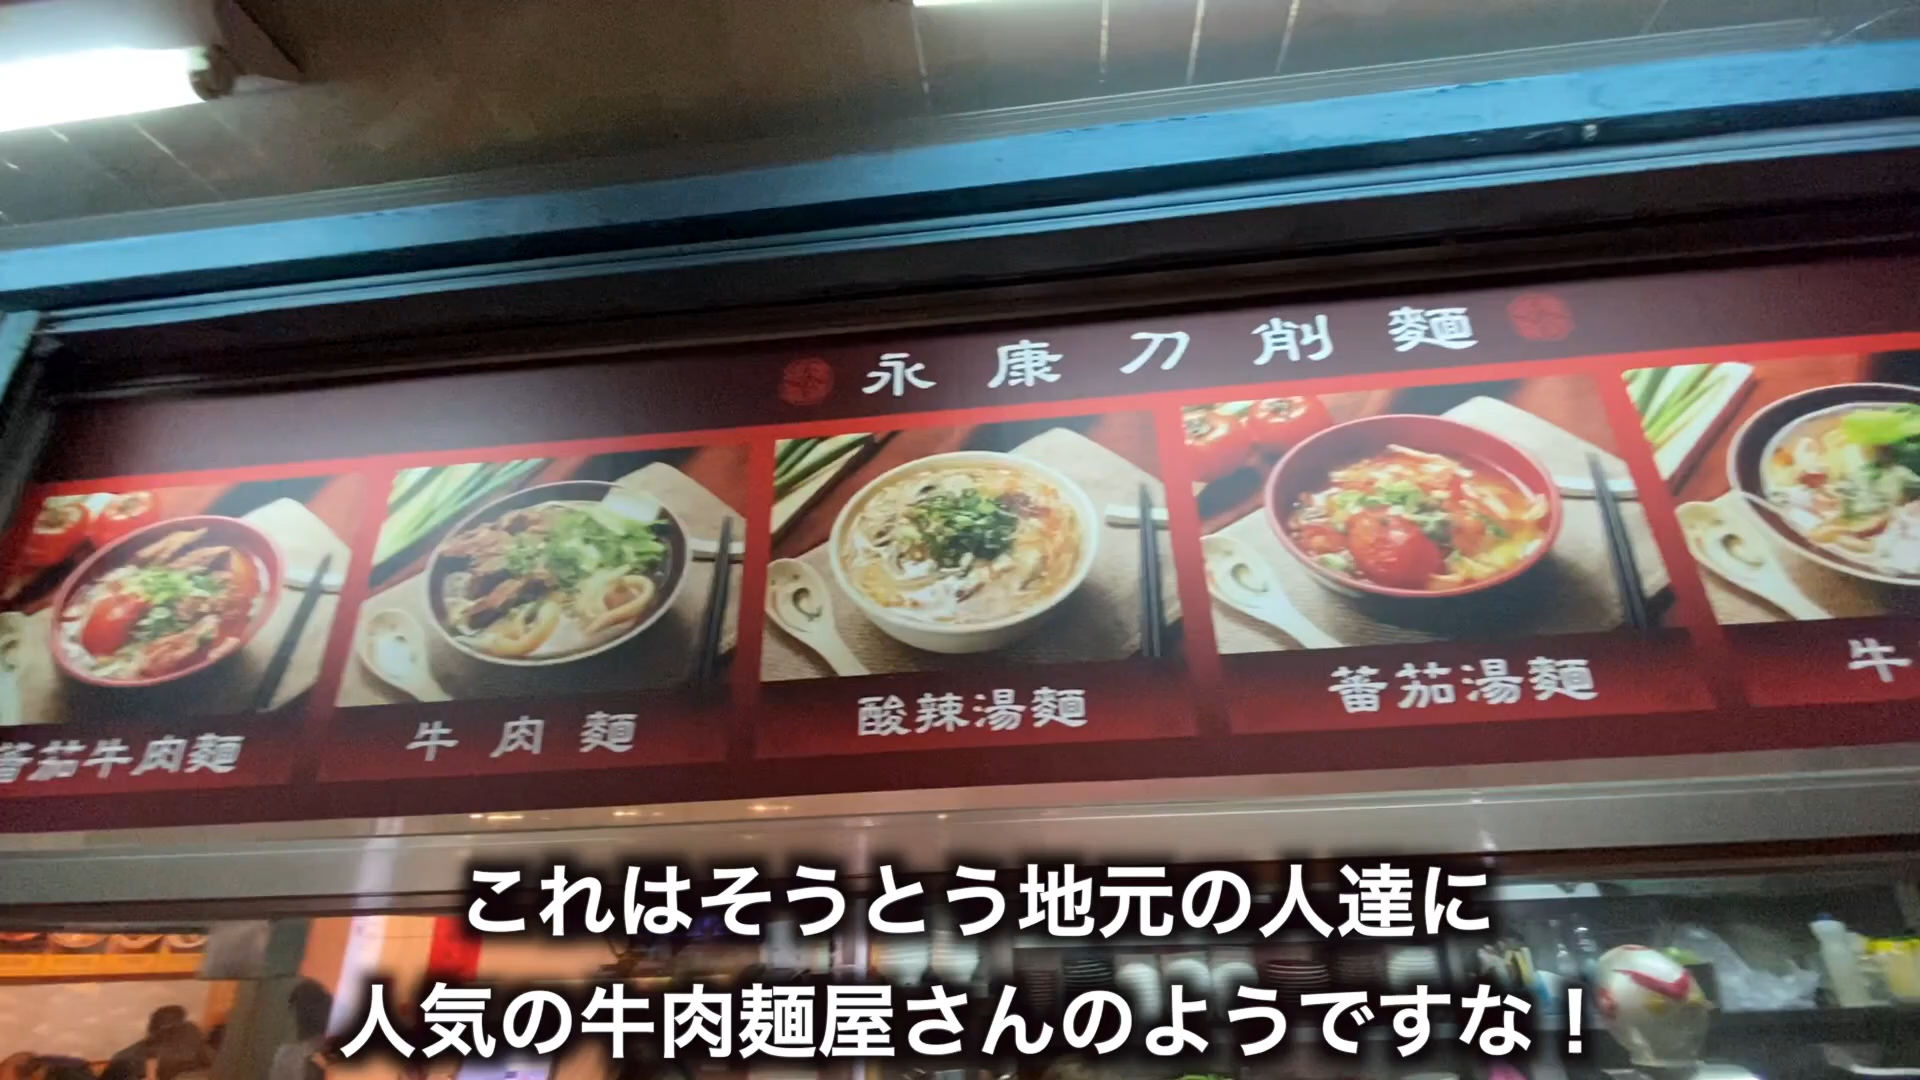 永康刀削麵
蕃茄牛肉麵
牛肉麵
酸辣湯麵
蕃茄湯麵
牛
これはそうとう地元の人達に
人気の牛肉麺屋さんのようですな！